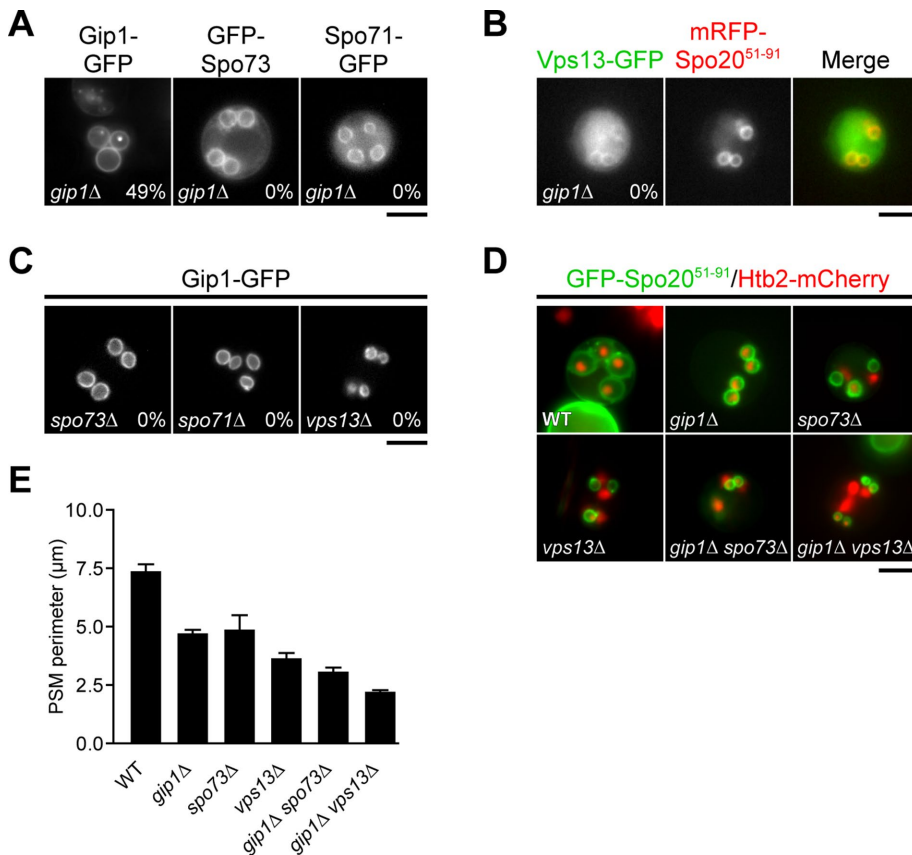 A
Gip1-
GFP
GFP-
Spo73
Spo71-
GFP
gip1Δ 49%
gip1Δ 0%
gip1Δ 0%
B
Vps13-GFP
mRFP-
Spo20⁵¹⁻⁹¹
Merge
gip1Δ 0%
C
Gip1-GFP
spo73Δ 0%
spo71Δ 0%
vps13Δ 0%
D
GFP-Spo20⁵¹⁻⁹¹/Htb2-mCherry
WT
gip1Δ
spo73Δ
vps13Δ
gip1Δ spo73Δ
gip1Δ vps13Δ
E
PSM perimeter (μm)
10.0
7.5
5.0
2.5
0.0
WT
gip1Δ
spo73Δ
vps13Δ
gip1Δ spo73Δ
gip1Δ vps13Δ